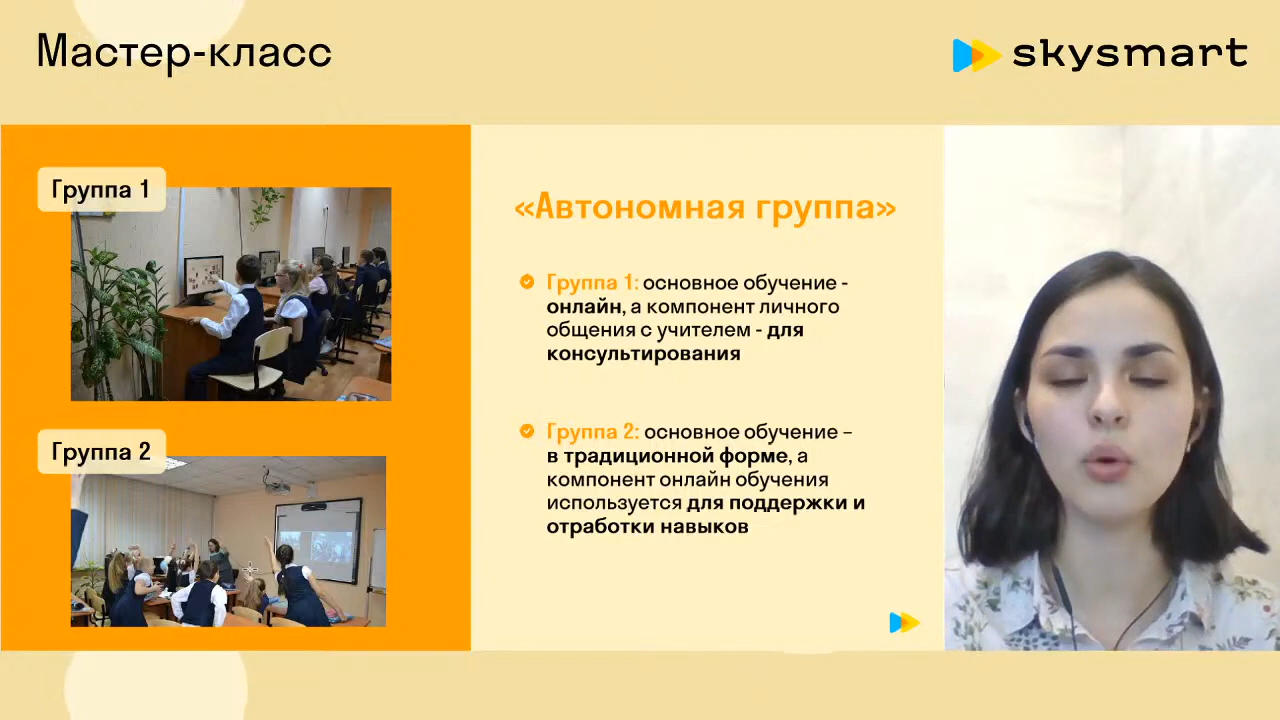 Мастер-класс
skysmart
Группа 1
Группа 2
«Автономная группа»
Группа 1: основное обучение -
онлайн, а компонент личного
общения с учителем - для
консультирования
Группа 2: основное обучение –
в традиционной форме, а
компонент онлайн обучения
используется для поддержки и
отработки навыков